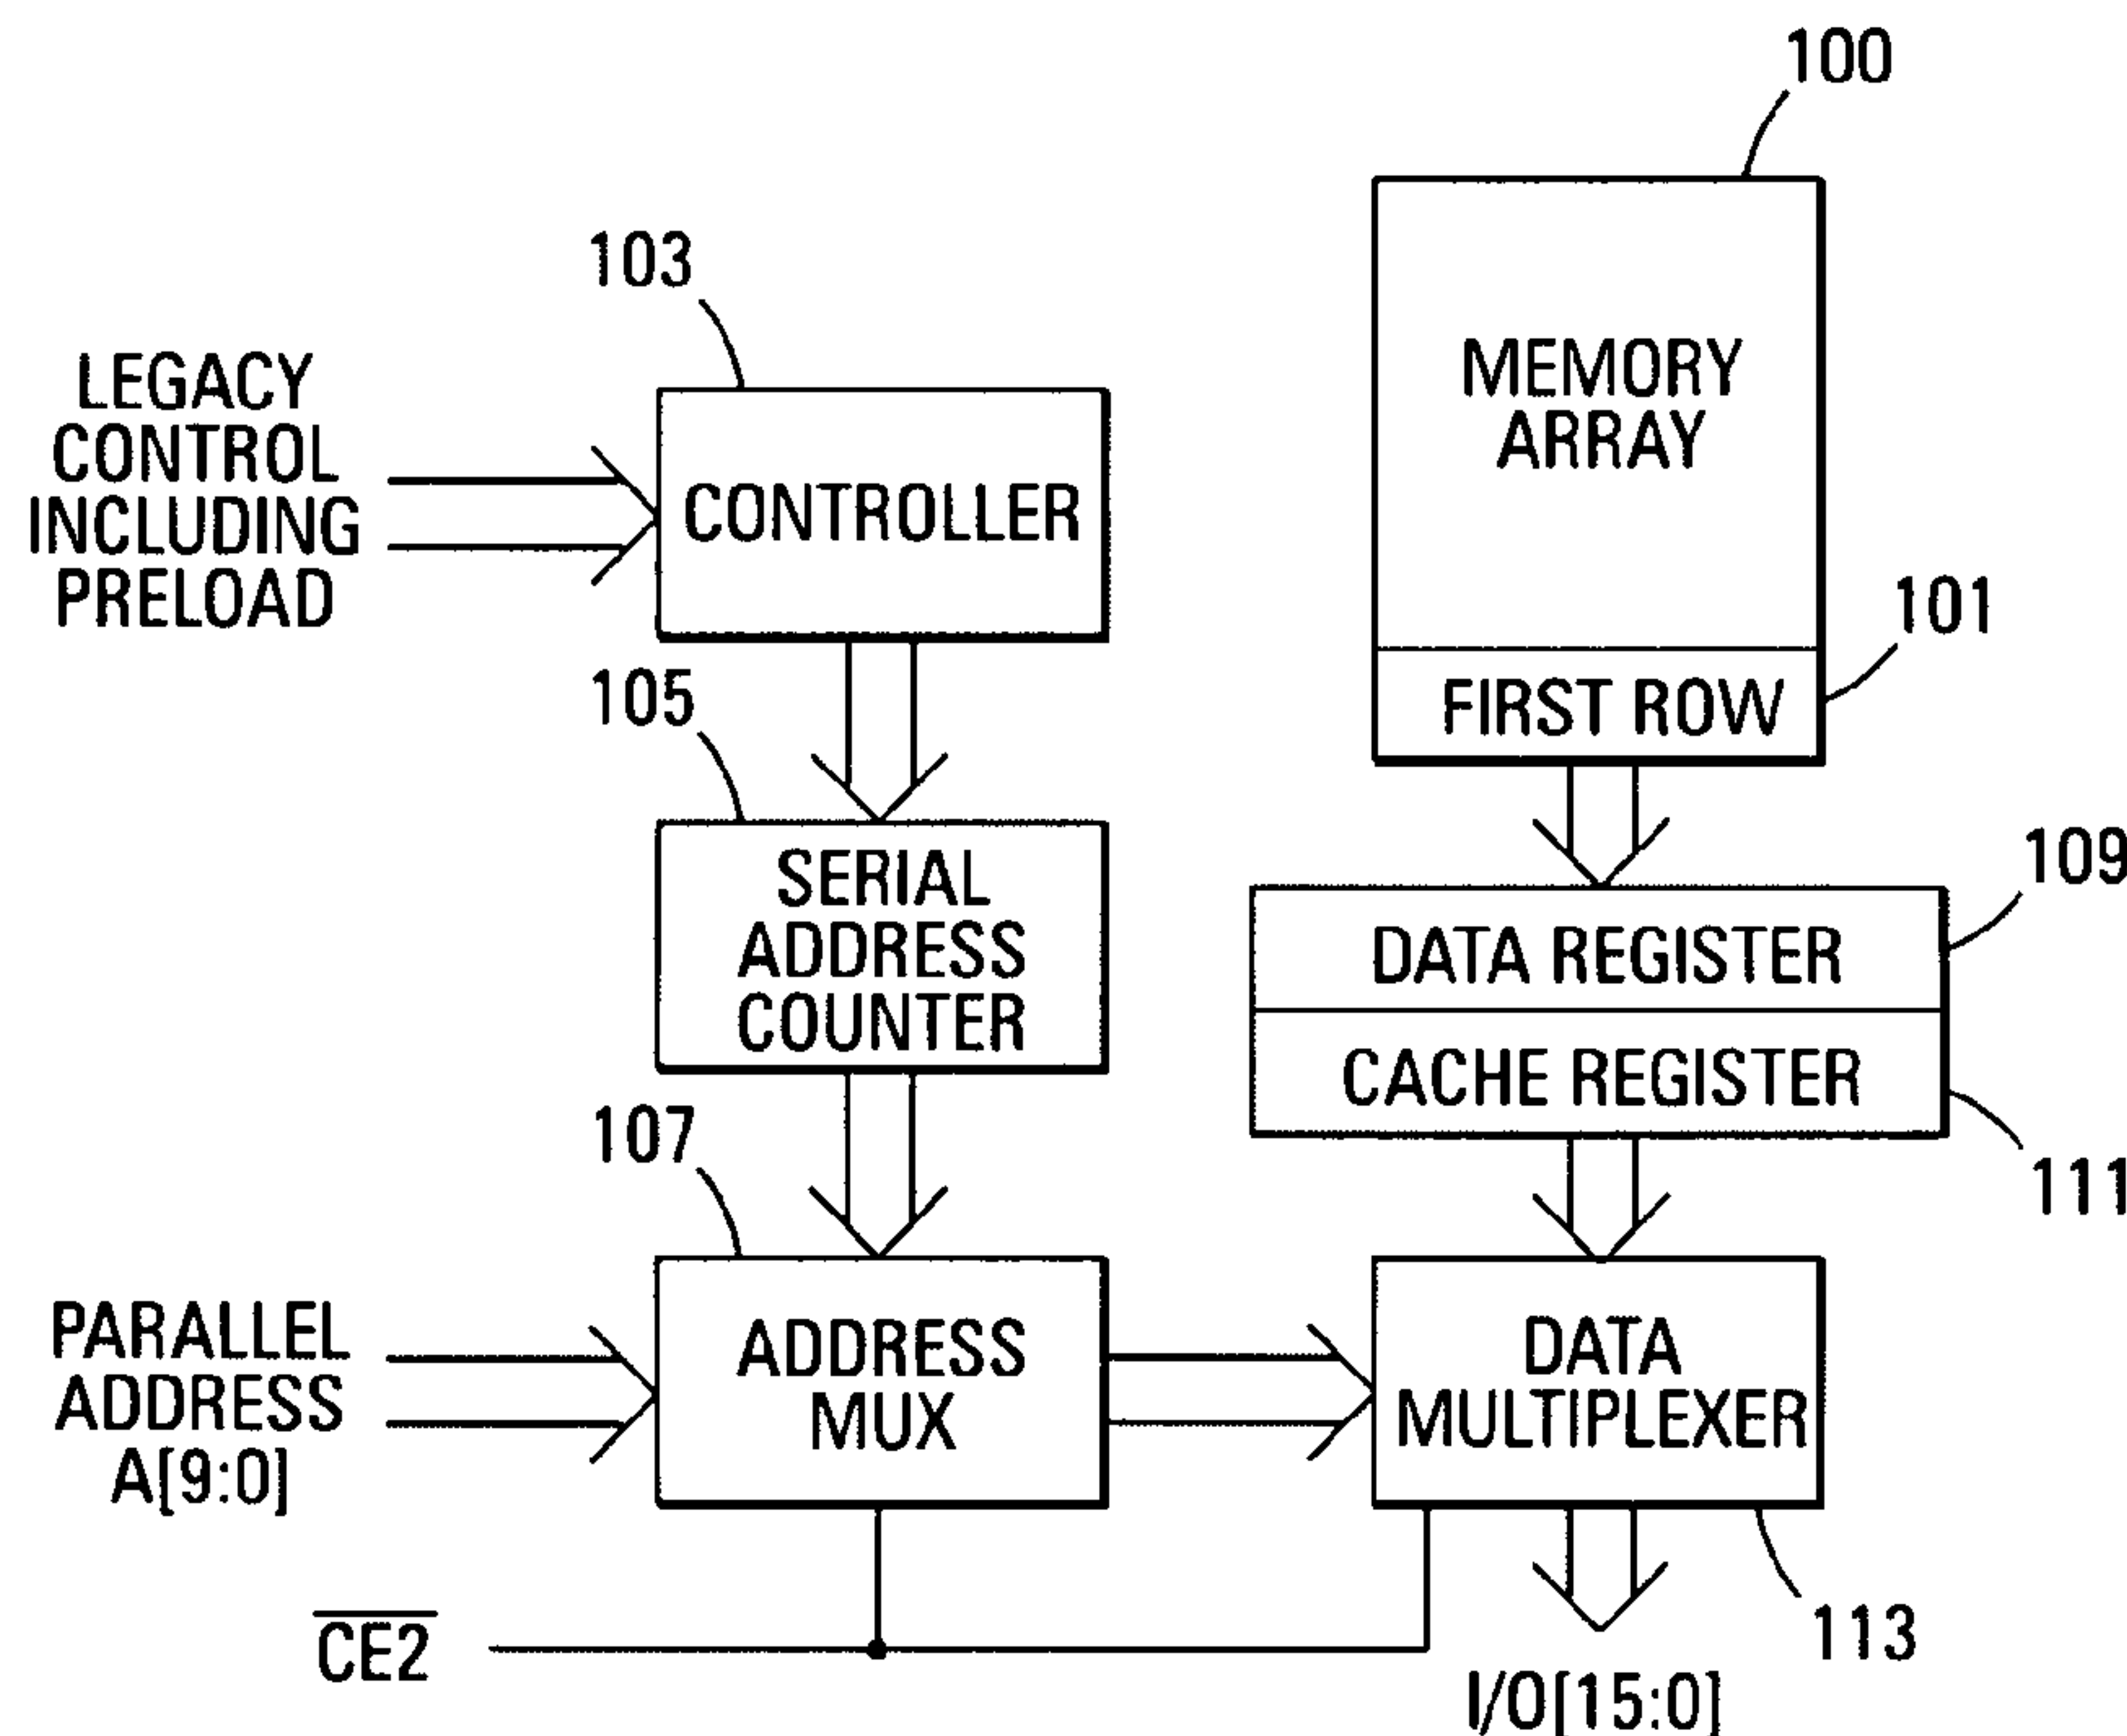 100
MEMORY
ARRAY
101
FIRST ROW
103
LEGACY
CONTROL
INCLUDING
PRELOAD
CONTROLLER
105
SERIAL
ADDRESS
COUNTER
109
DATA REGISTER
CACHE REGISTER
111
107
PARALLEL
ADDRESS
A[9:0]
ADDRESS
MUX
DATA
MULTIPLEXER
113
C̅E̅2̅
I/O[15:0]